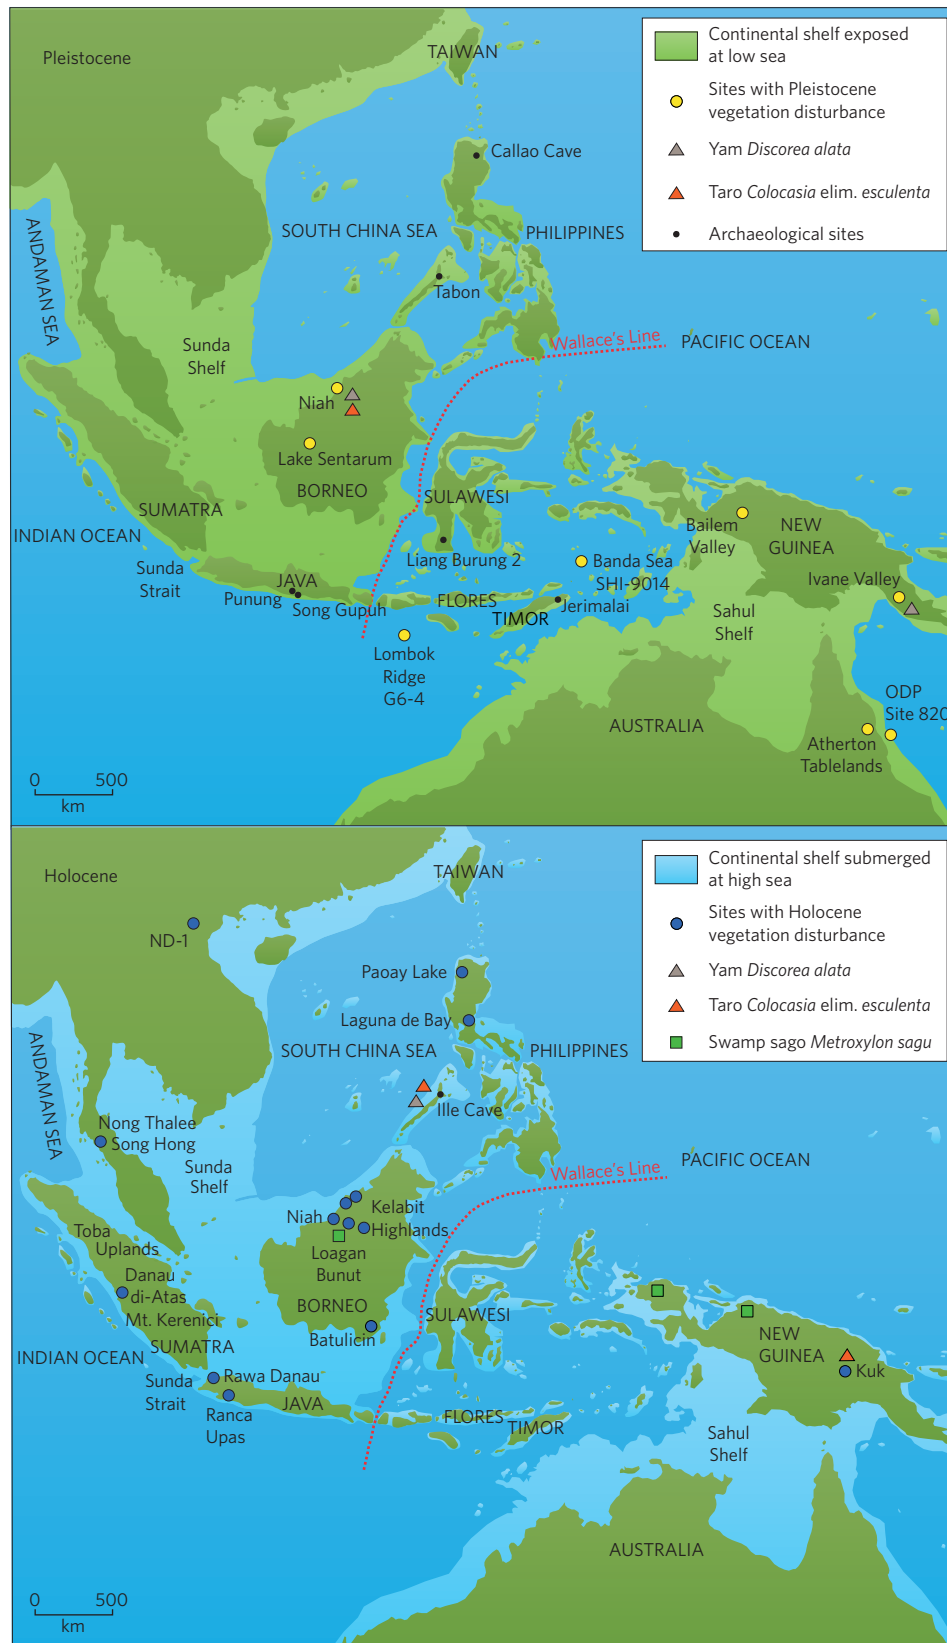 Pleistocene
TAIWAN
Continental shelf exposed
at low sea
Sites with Pleistocene
vegetation disturbance
Yam Discorea alata
Taro Colocasia elim. esculenta
Archaeological sites
Callao Cave
ANDAMAN SEA
SOUTH CHINA SEA
PHILIPPINES
Tabon
Sunda
Shelf
Wallace's Line
PACIFIC OCEAN
Niah
Lake Sentarum
BORNEO
SULAWESI
SUMATRA
INDIAN OCEAN
Bailem
Valley
NEW
GUINEA
Liang Burung 2
Banda Sea
SHI-9014
Sunda
Strait
JAVA
Punung
Song Gupuh
FLORES
TIMOR
Jerimalai
Ivane Valley
Sahul
Shelf
Lombok
Ridge
G6-4
ODP
Site 820
AUSTRALIA
Atherton
Tablelands
0 500
km
Holocene
TAIWAN
Continental shelf submerged
at high sea
Sites with Holocene
vegetation disturbance
Yam Discorea alata
Taro Colocasia elim. esculenta
Swamp sago Metroxylon sagu
ND-1
Paoay Lake
Laguna de Bay
ANDAMAN SEA
SOUTH CHINA SEA
PHILIPPINES
Ille Cave
Nong Thalee
Song Hong
Sunda
Shelf
Wallace's Line
PACIFIC OCEAN
Niah
Kelabit
Highlands
Toba
Uplands
Loagan
Bunut
Danau
di-Atas
Mt. Kerenici
BORNEO
Batulicin
SULAWESI
SUMATRA
INDIAN OCEAN
NEW
GUINEA
Kuk
Sunda
Strait
Rawa Danau
Ranca
Upas
JAVA
FLORES
TIMOR
Sahul
Shelf
AUSTRALIA
0 500
km